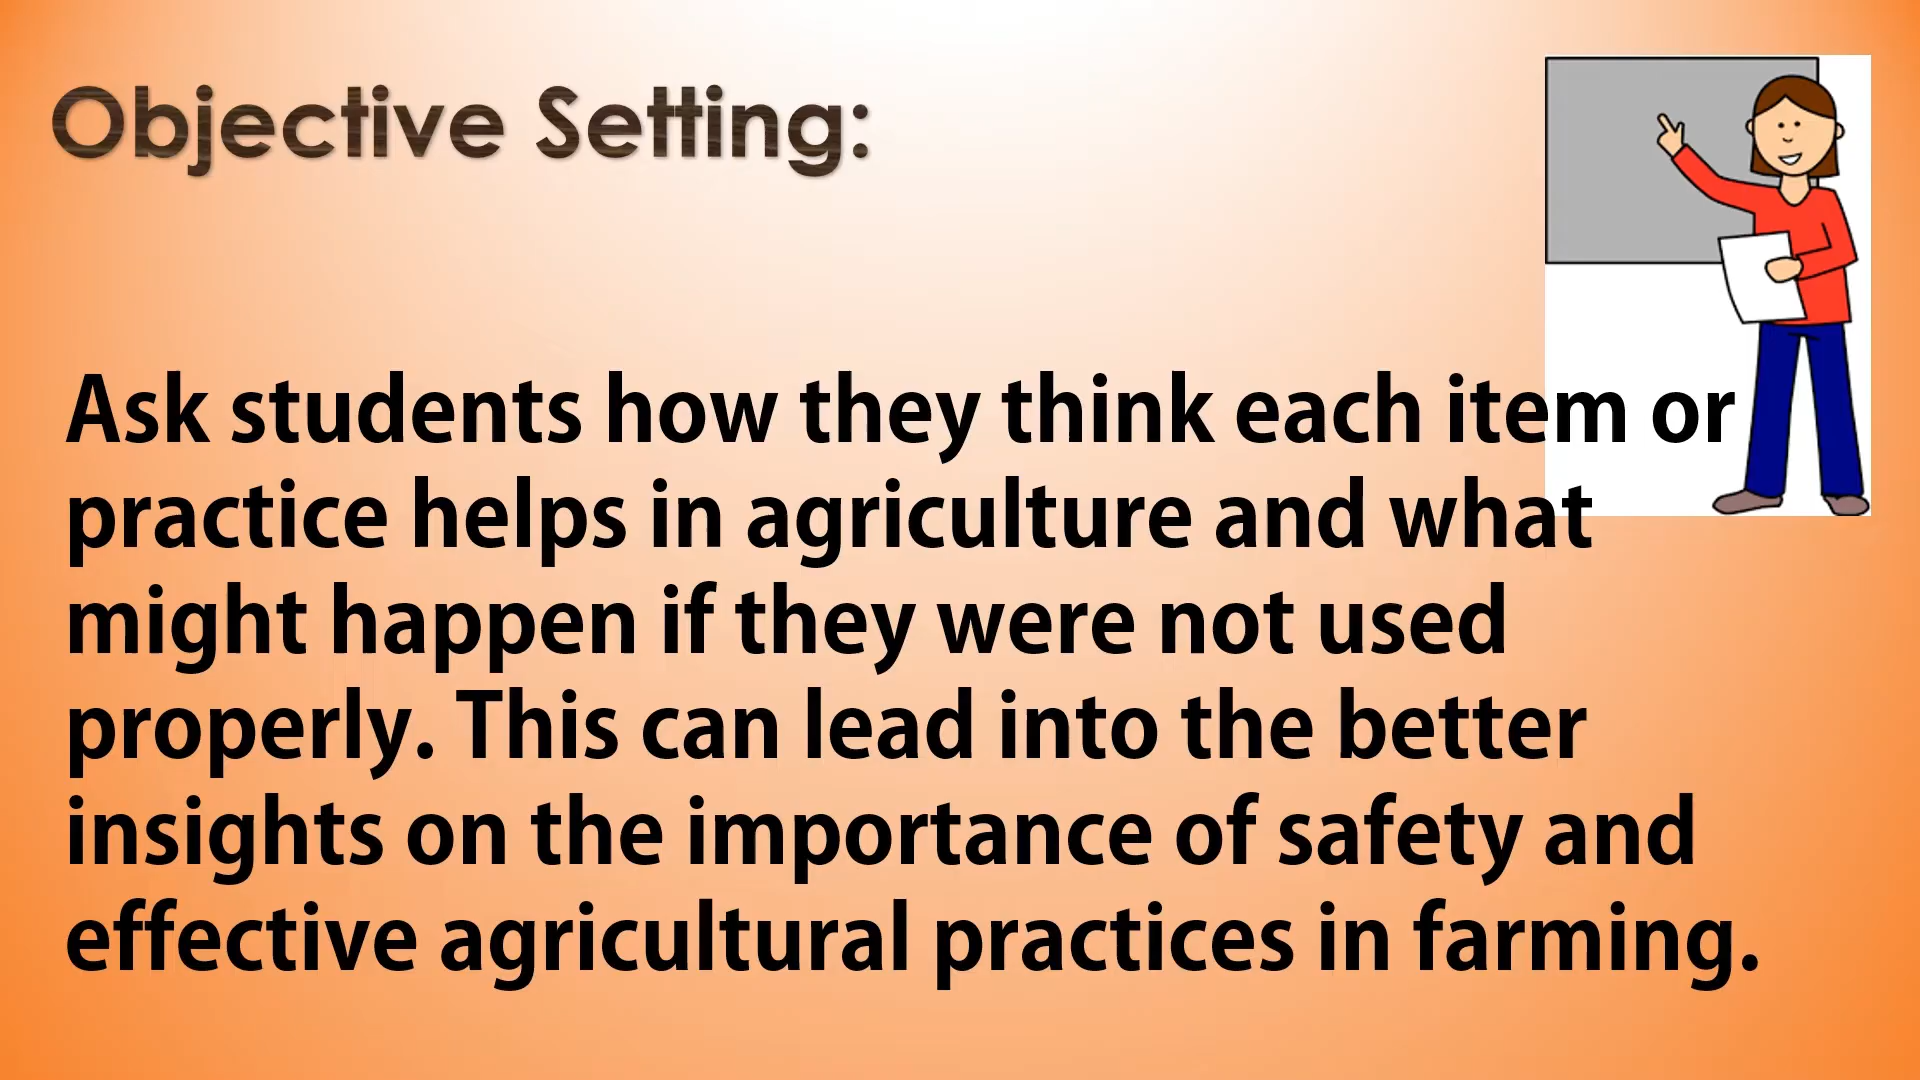 Objective Setting:
Ask students how they think each item or
practice helps in agriculture and what
might happen if they were not used
properly. This can lead into the better
insights on the importance of safety and
effective agricultural practices in farming.